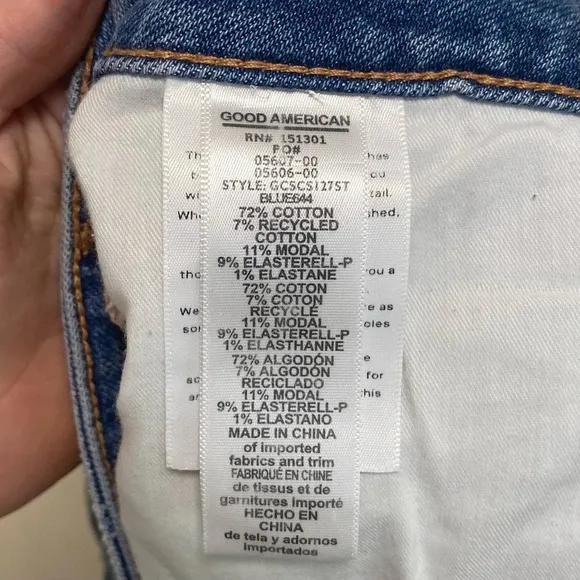 GOOD AMERICAN
RN# 151301
PO#
05607-00
05606-00
STYLE: GCSCS127ST
BLUE644
72% COTTON
7% RECYCLED
COTTON
11% MODAL
9% ELASTERELL-P
1% ELASTANE
72% COTON
7% COTON
RECYCLÉ
11% MODAL
9% ELASTERELL-P
1% ELASTHANNE
72% ALGODÓN
7% ALGODÓN
RECICLADO
11% MODAL
9% ELASTERELL-P
1% ELASTANO
MADE IN CHINA
of imported
fabrics and trim
FABRIQUÉ EN CHINE
de tissus et de
garnitures importé
HECHO EN
CHINA
de tela y adornos
importados